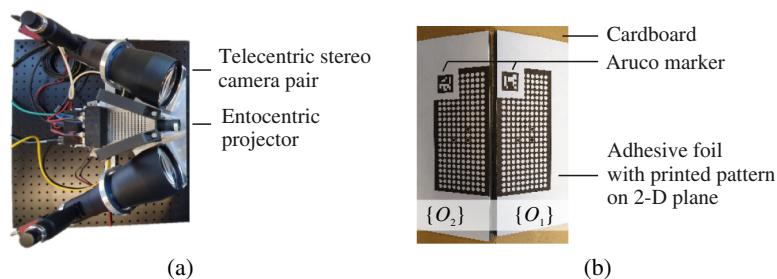 Telecentric stereo
camera pair
Entocentric
projector
(a)
Cardboard
Aruco marker
Adhesive foil
with printed pattern
on 2-D plane
{O₂} {O₁}
(b)